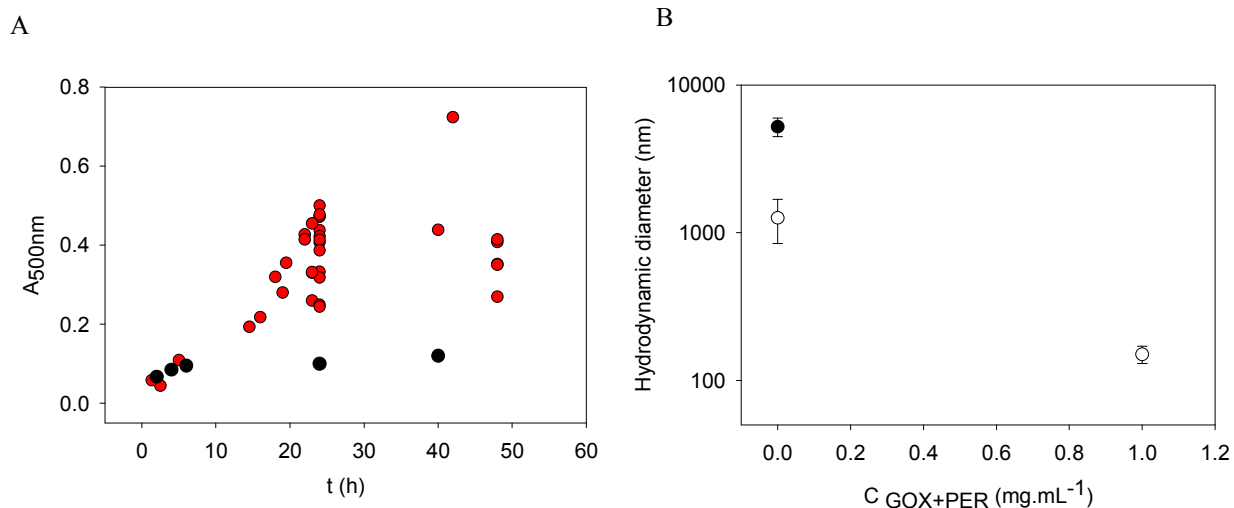 A
B
0.8
0.6
0.4
0.2
0.0
A500nm
0 10 20 30 40 50 60
t (h)
10000
1000
100
Hydrodynamic diameter (nm)
0.0 0.2 0.4 0.6 0.8 1.0 1.2
C GOX+PER (mg.mL-1)